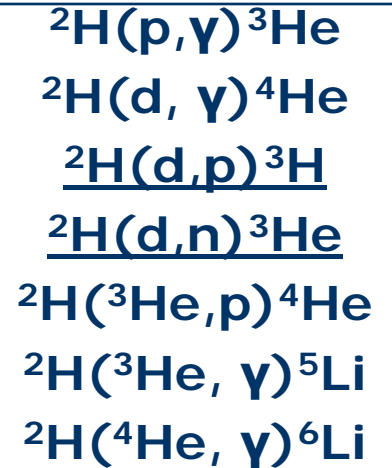 ²H(p,γ)³He
²H(d, γ)⁴He
²H(d,p)³H
²H(d,n)³He
²H(³He,p)⁴He
²H(³He, γ)⁵Li
²H(⁴He, γ)⁶Li